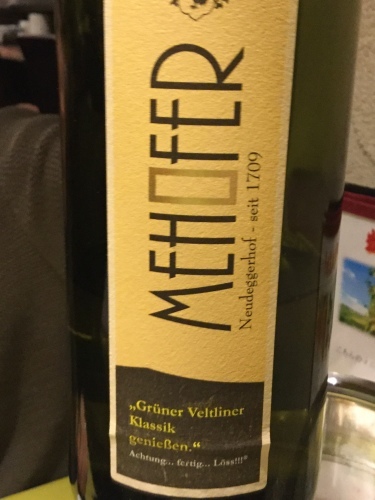 MEHOFER
Neudeggerhof - seit 1709
„Grüner Veltliner
Klassik
genießen.“
Achtung... fertig... Löss!!!"